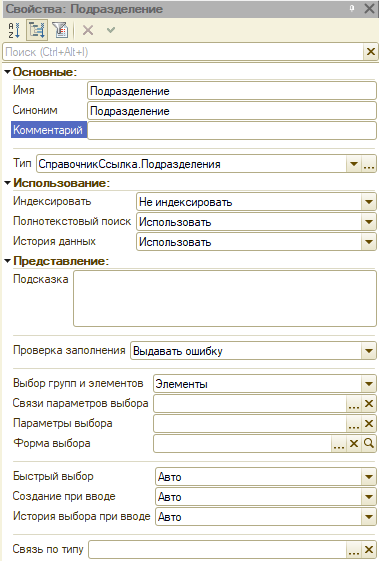 Свойства: Подразделение
Поиск (Ctrl+Alt+I)
Основные:
Имя Подразделение
Синоним Подразделение
Комментарий
Тип СправочникСсылка.Подразделения
Использование:
Индексировать Не индексировать
Полнотекстовый поиск Использовать
История данных Использовать
Представление:
Подсказка
Проверка заполнения Выдавать ошибку
Выбор групп и элементов Элементы
Связи параметров выбора
Параметры выбора
Форма выбора
Быстрый выбор Авто
Создание при вводе Авто
История выбора при вводе Авто
Связь по типу